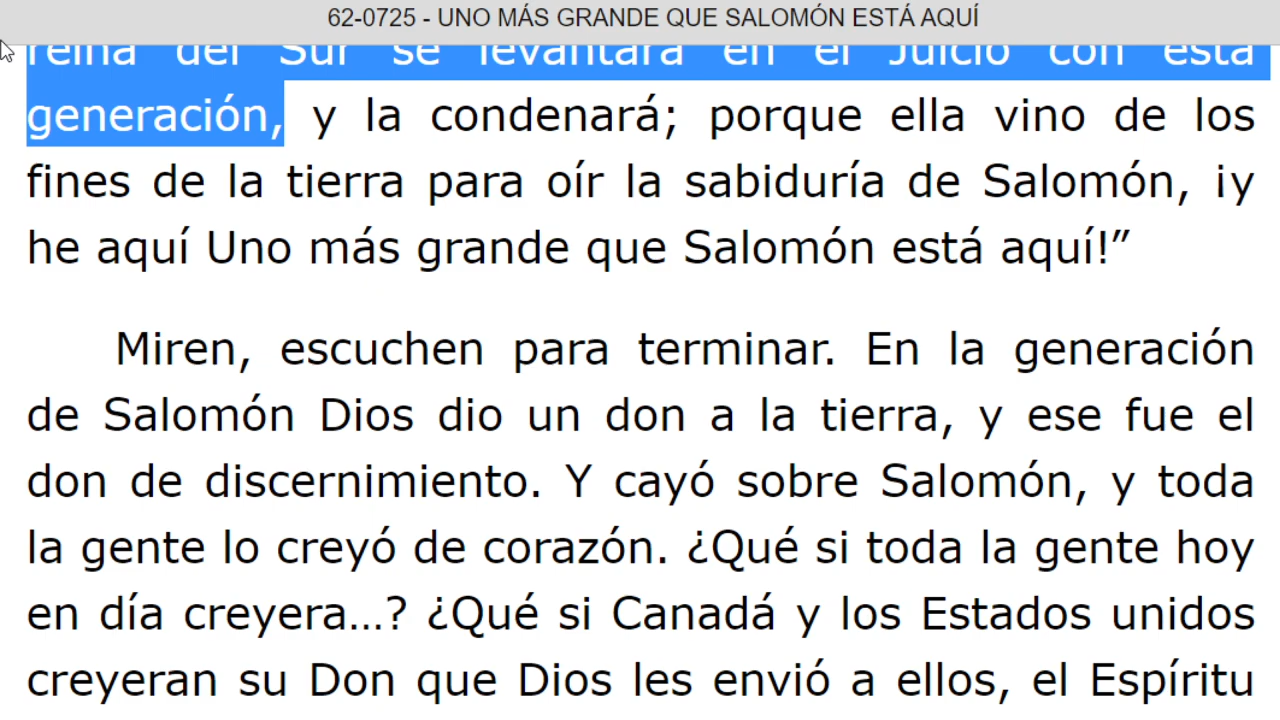 62-0725 - UNO MÁS GRANDE QUE SALOMÓN ESTÁ AQUÍ
reina del Sur se levantará en el Juicio con esta
generación, y la condenará; porque ella vino de los
fines de la tierra para oír la sabiduría de Salomón, ¡y
he aquí Uno más grande que Salomón está aquí!”
Miren, escuchen para terminar. En la generación
de Salomón Dios dio un don a la tierra, y ese fue el
don de discernimiento. Y cayó sobre Salomón, y toda
la gente lo creyó de corazón. ¿Qué si toda la gente hoy
en día creyera…? ¿Qué si Canadá y los Estados unidos
creyeran su Don que Dios les envió a ellos, el Espíritu